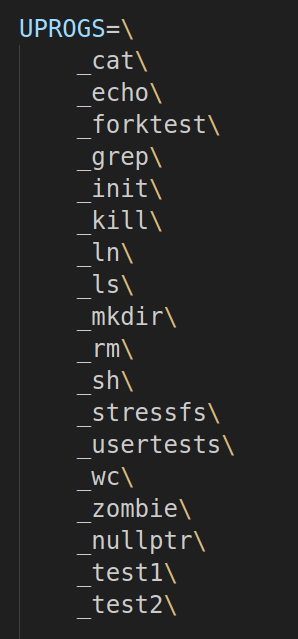 UPROGS=\
_cat\
_echo\
_forktest\
_grep\
_init\
_kill\
_ln\
_ls\
_mkdir\
_rm\
_sh\
_stressfs\
_usertests\
_wc\
_zombie\
_nullptr\
_test1\
_test2\